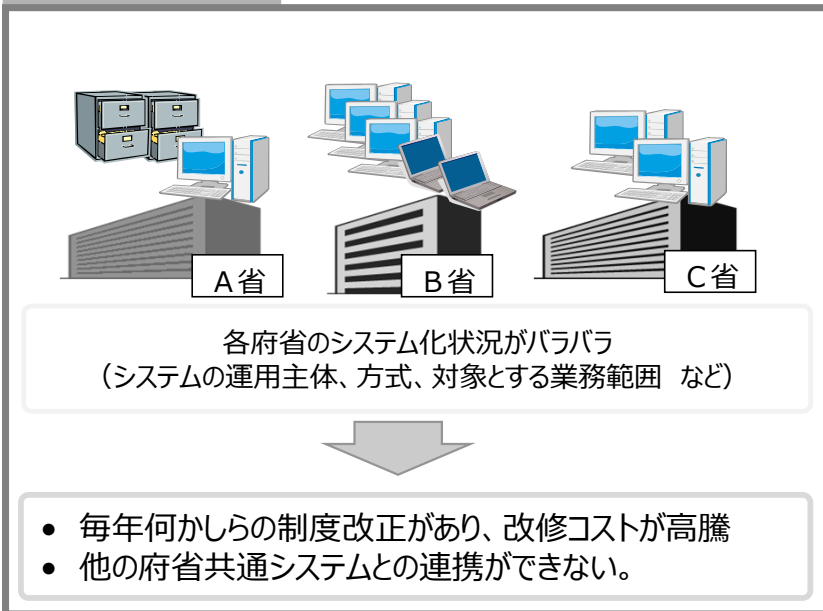 A省
B省
C省
各府省のシステム化状況がバラバラ
(システムの運用主体、方式、対象とする業務範囲 など)
• 毎年何かしらの制度改正があり、改修コストが高騰
• 他の府省共通システムとの連携ができない。